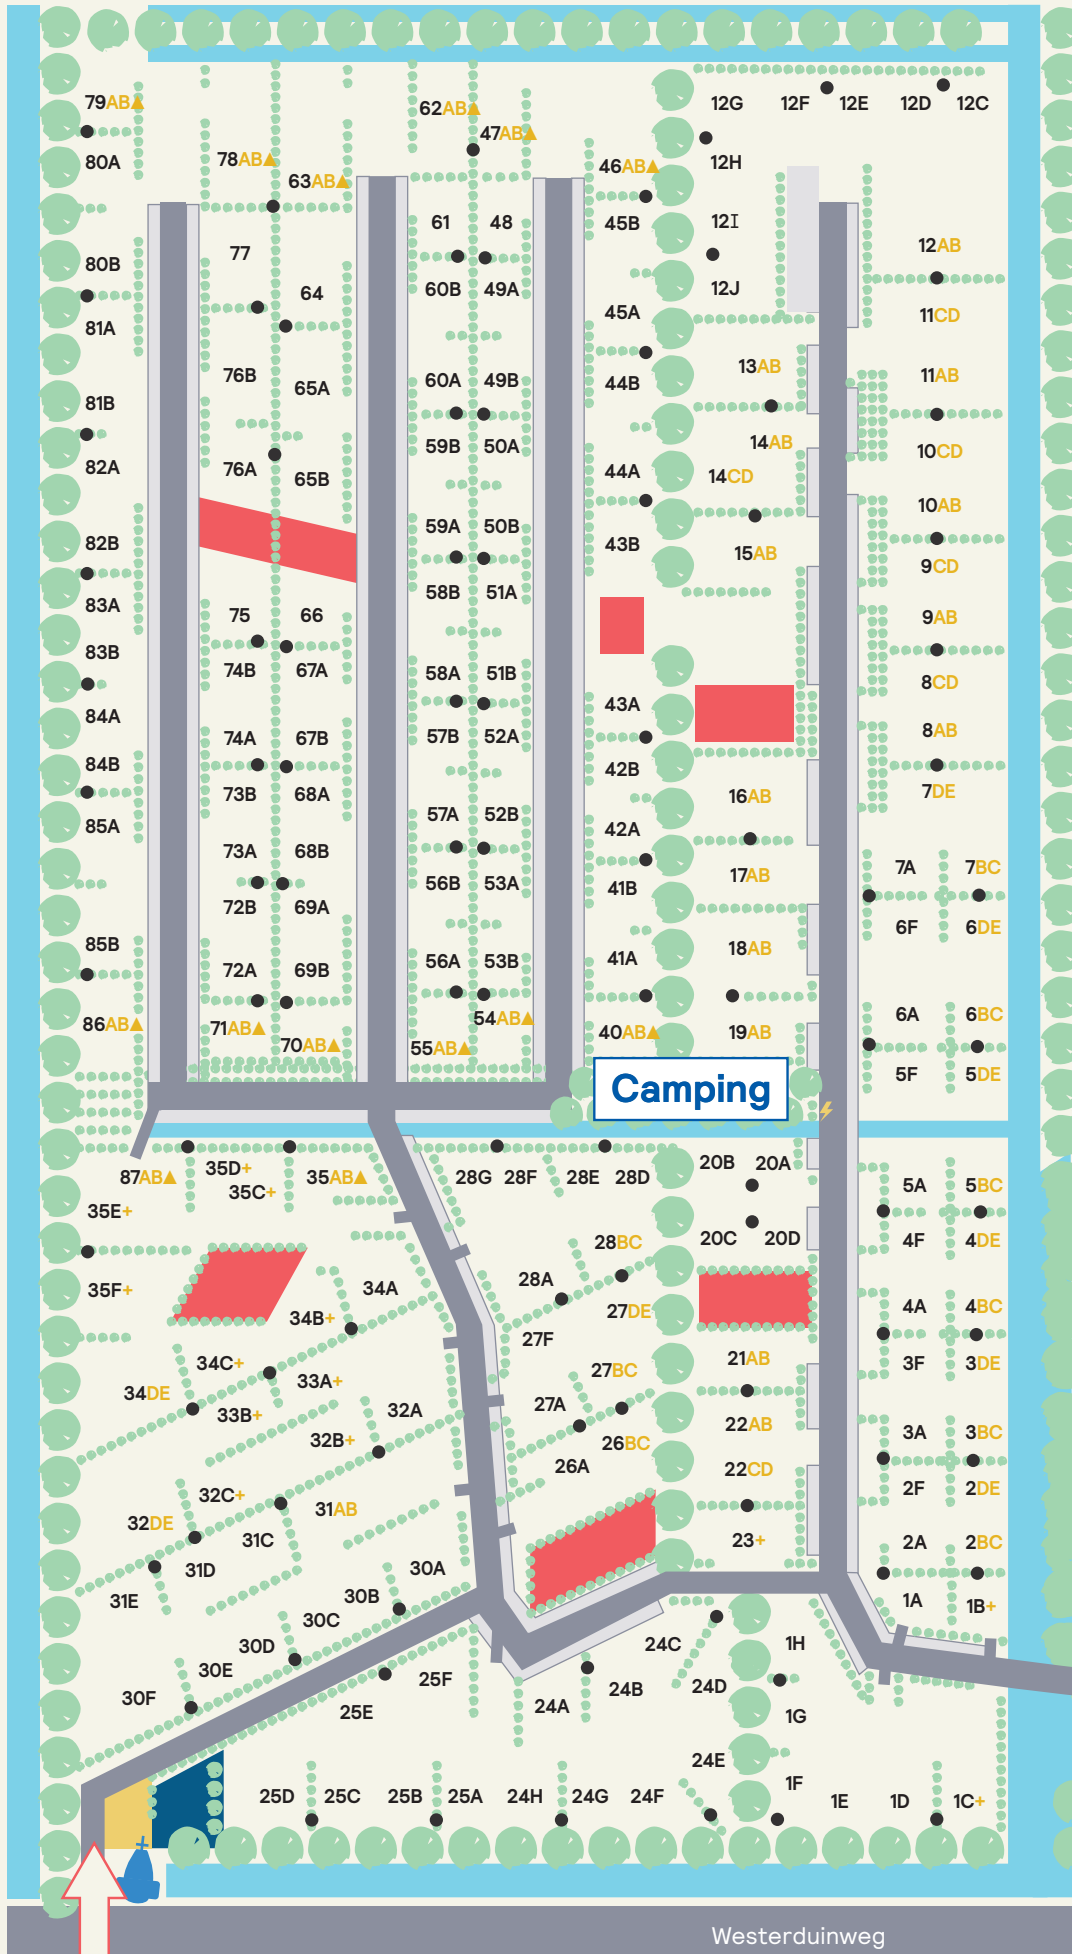 12G 12F 12E 12D 12C
79AB▲
62AB▲
47AB▲
80A
78AB▲
63AB▲
46AB▲
12H
61 48 45B 12I
77
12AB
80B
64
60B 49A
12J
45A
11CD
81A
13AB
76B
65A
60A 49B
44B
11AB
81B
14AB
59B 50A
10CD
82A
76A
65B
44A
14CD
10AB
59A 50B
82B
43B
15AB
9CD
58B 51A
83A
75 66
9AB
83B
74B 67A
58A 51B
8CD
84A
43A
74A 67B
57B 52A
8AB
84B
42B
73B 68A
16AB
7DE
85A
57A 52B
42A
73A 68B
7A 7BC
56B 53A
41B
17AB
72B 69A
6F 6DE
85B
56A 53B
41A
18AB
72A 69B
86AB▲
71AB▲
54AB▲
6A 6BC
70AB▲
55AB▲
40AB▲
19AB
5F 5DE
Camping
87AB▲
35D+
35C+
35AB▲
28G 28F 28E 28D
20B 20A
5A 5BC
35E+
20C 20D
4F 4DE
28BC
28A
35F+
34A
34B+
27DE
27F
4A 4BC
34C+
33A+
27BC
21AB
3F 3DE
34DE
33B+
32A
27A
22AB
32B+
26BC
3A 3BC
26A
22CD
2F 2DE
32C+
31AB
32DE
31C
23+
2A 2BC
31D
31E
30A
30B
30C
1A
1B+
30D
30E
30F
25F
25E
24C
24B
24A
24D
1H
1G
24E
1F
25D 25C 25B 25A 24H 24G 24F
1E 1D 1C+
Westerduinweg